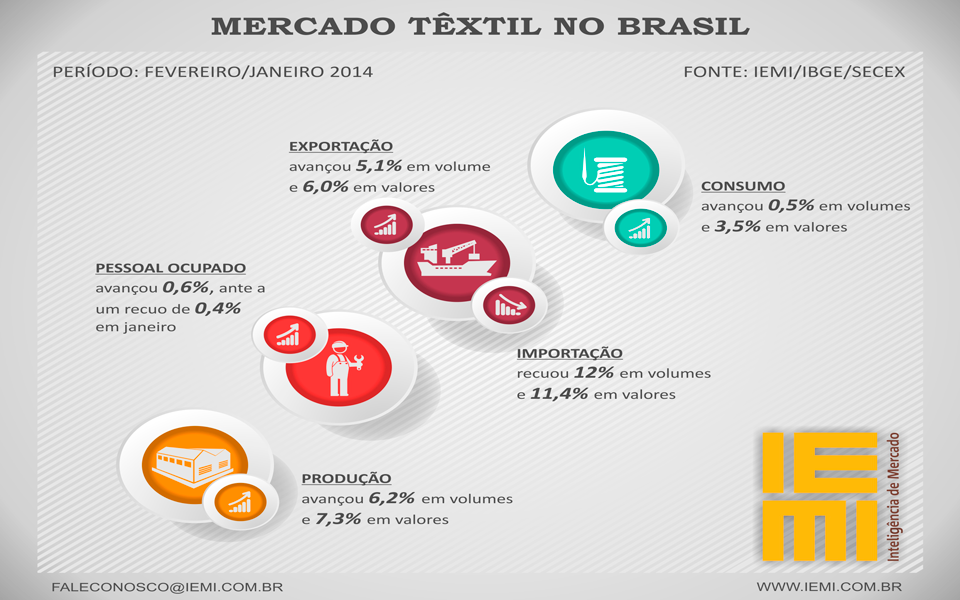 MERCADO TÊXTIL NO BRASIL
PERÍODO: FEVEREIRO/JANEIRO 2014
FONTE: IEMI/IBGE/SECEX
EXPORTAÇÃO
avançou 5,1% em volume
e 6,0% em valores
CONSUMO
avançou 0,5% em volumes
e 3,5% em valores
PESSOAL OCUPADO
avançou 0,6%, ante a
um recuo de 0,4%
em janeiro
IMPORTAÇÃO
recuou 12% em volumes
e 11,4% em valores
PRODUÇÃO
avançou 6,2% em volumes
e 7,3% em valores
IEMI
Inteligência de Mercado
FALECONOSCO@IEMI.COM.BR
WWW.IEMI.COM.BR